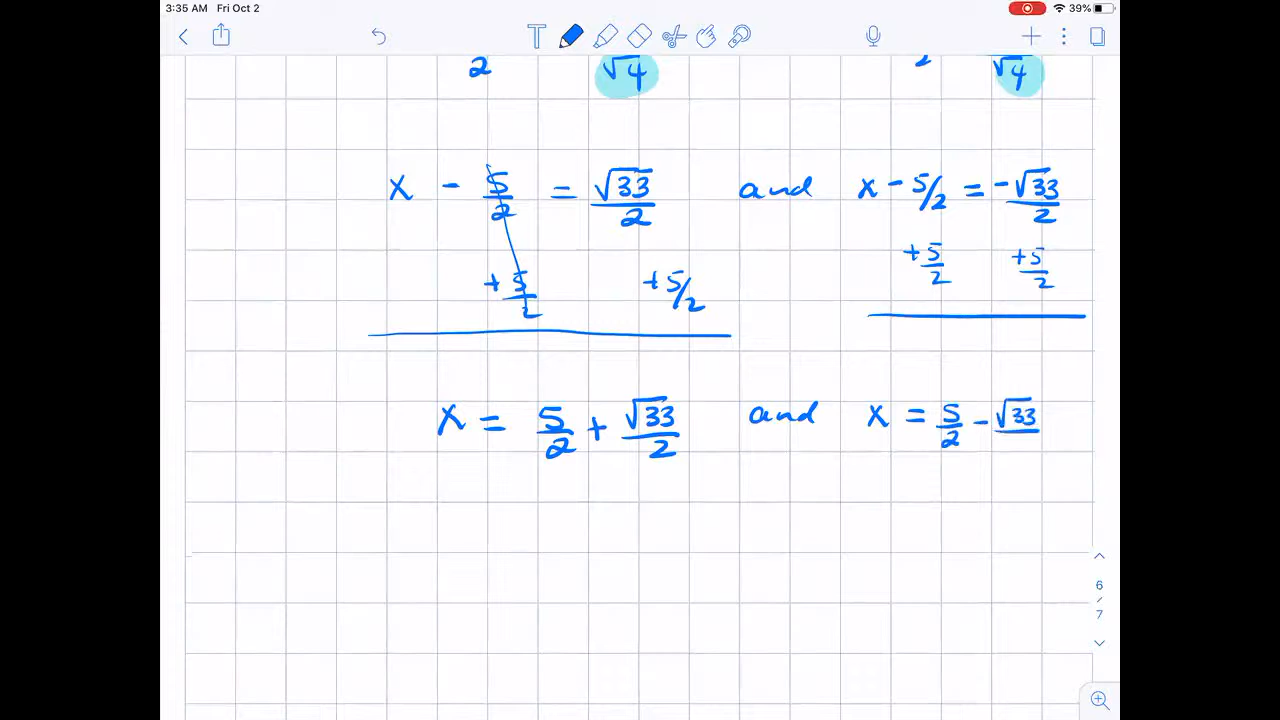 3:35 AM Fri Oct 2 39%
T
2 √4 2 √4
x - 5/2 = √33/2 and x - 5/2 = -√33/2
+ 5/2 + 5/2 + 5/2 + 5/2
x = 5/2 + √33/2 and x = 5/2 - √33
6 / 7